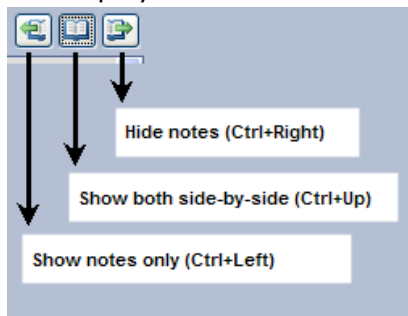 Hide notes (Ctrl+Right)
Show both side-by-side (Ctrl+Up)
Show notes only (Ctrl+Left)